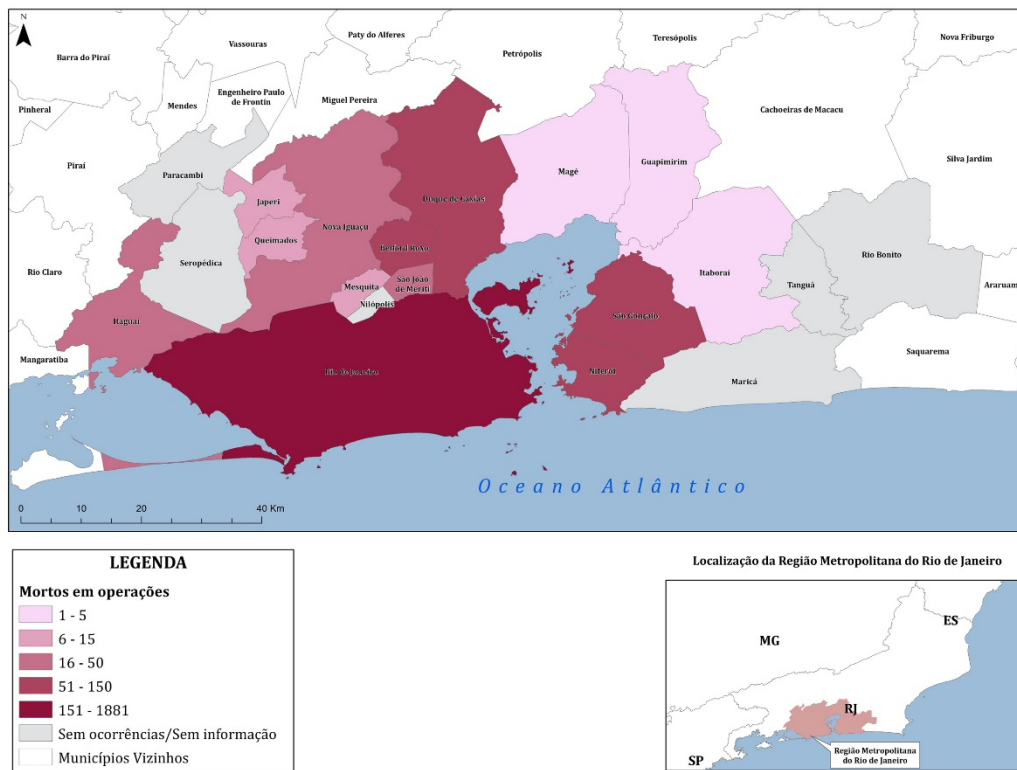 N
Paty do Alferes
Teresópolis
Nova Friburgo
Vassouras
Petrópolis
Barra do Piraí
Engenheiro Paulo
de Frontin
Miguel Pereira
Mendes
Pinheral
Cachoeiras de Macacu
Piraí
Guapimirim
Silva Jardim
Paracambi
Magé
Japeri
Duque de Caxias
Nova Iguaçu
Queimados
Belford Roxo
Rio Bonito
Seropédica
Rio Claro
Itaboraí
Mesquita
São João
de Meriti
Tanguá
Araruama
Nilópolis
Itaguaí
São Gonçalo
Mangaratiba
Saquarema
Rio de Janeiro
Niterói
Maricá
Oceano Atlântico
0 10 20 40 Km
LEGENDA
Mortos em operações
1 - 5
6 - 15
16 - 50
51 - 150
151 - 1881
Sem ocorrências/Sem informação
Municípios Vizinhos
Localização da Região Metropolitana do Rio de Janeiro
ES
MG
RJ
Região Metropolitana
do Rio de Janeiro
SP